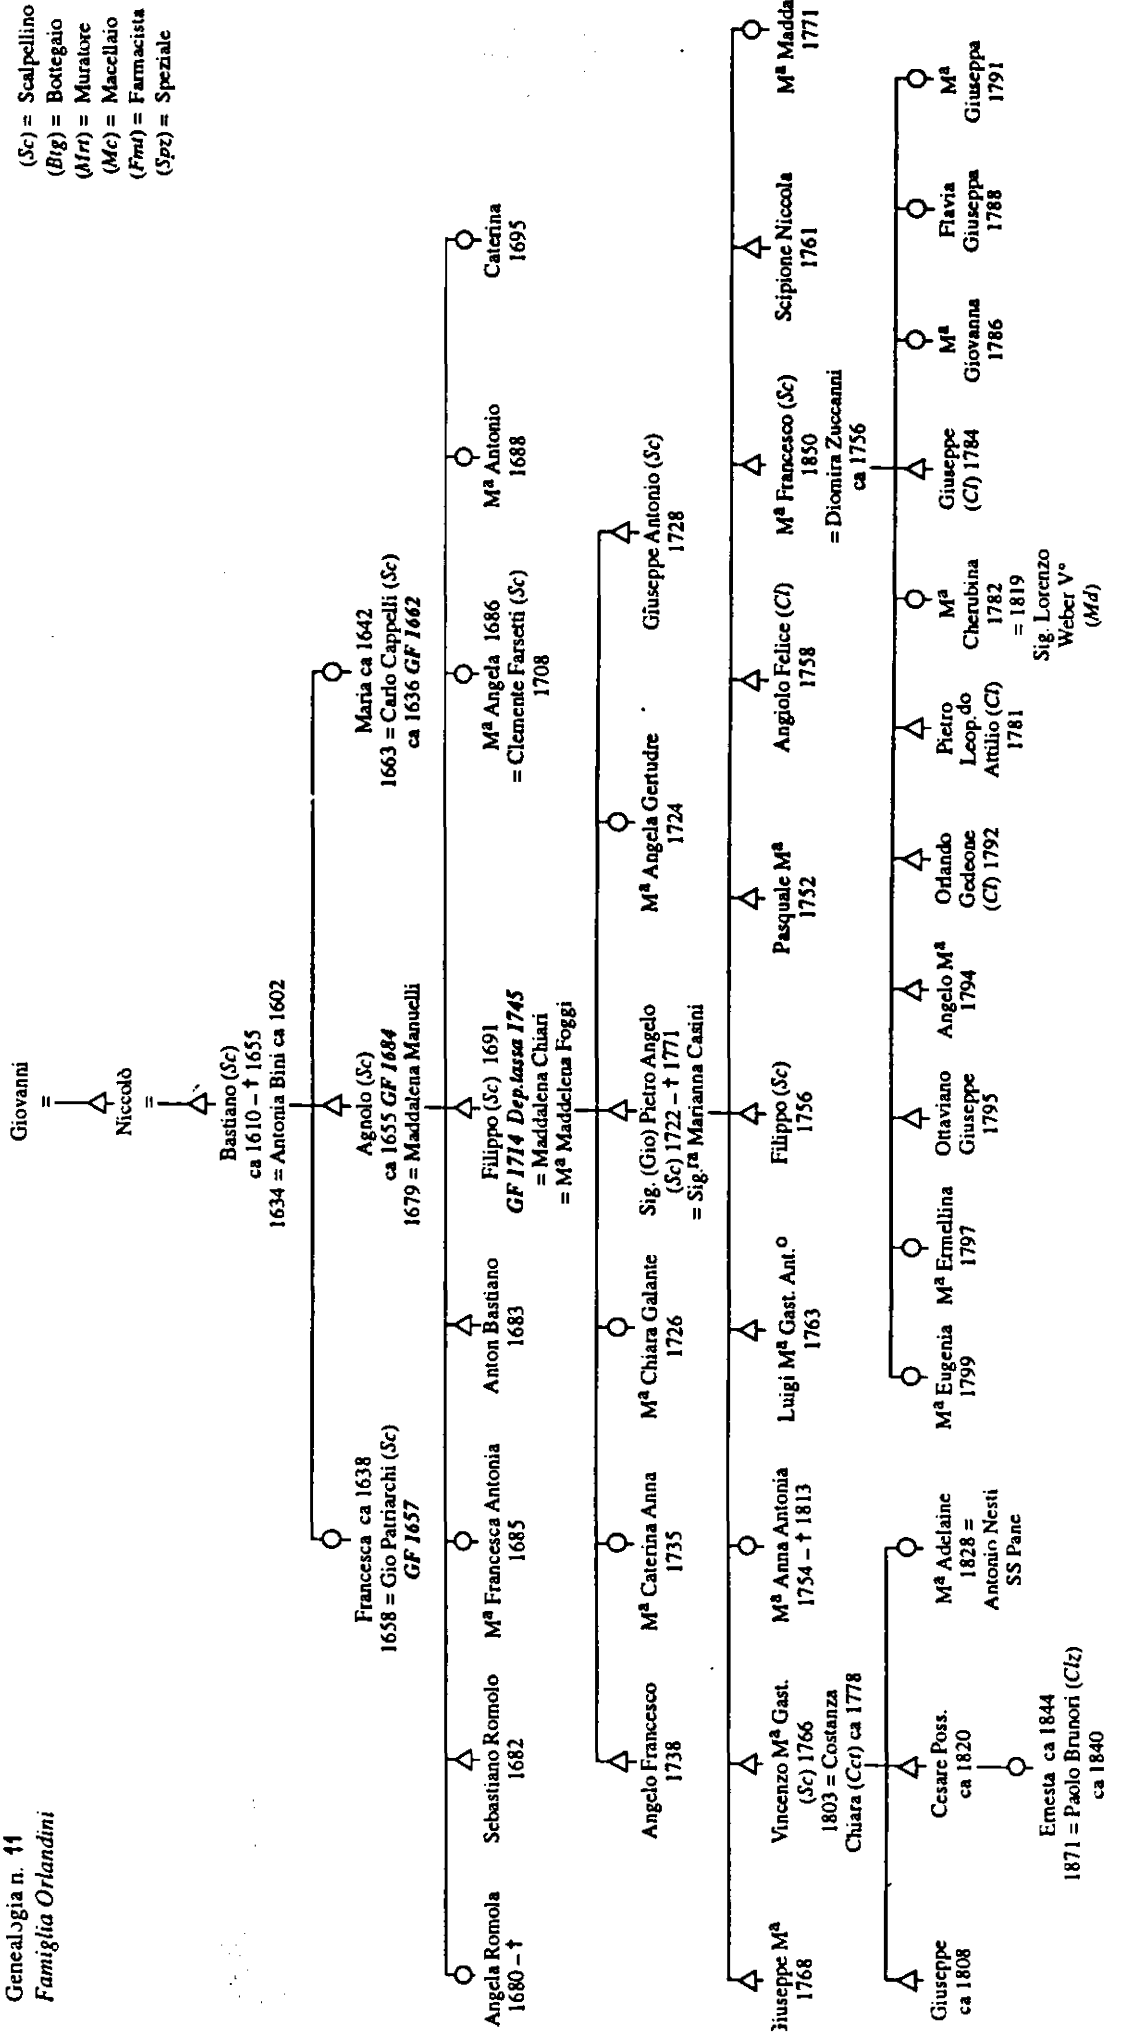 Genealogia n. 11
Famiglia Orlandini
(Sc) = Scalpellino
(Btg) = Bottegaio
(Mrt) = Muratore
(Mc) = Macellaio
(Fmt) = Farmacista
(Spz) = Speziale
Giovanni
=
Niccolò
=
Bastiano (Sc)
ca 1610 – † 1655
1634 = Antonia Bini ca 1602
Francesca ca 1638
1658 = Gio Patriarchi (Sc)
GF 1657
Agnolo (Sc)
ca 1655 GF 1684
1679 = Maddalena Manuelli
Maria ca 1642
1663 = Carlo Cappelli (Sc)
ca 1636 GF 1662
Angela Romola
1680 – †
Sebastiano Romolo
1682
Mª Francesca Antonia
1685
Anton Bastiano
1683
Filippo (Sc) 1691
GF 1714 Dep.tassa 1745
= Maddalena Chiari
= Mª Maddelena Foggi
Mª Angela 1686
= Clemente Farsetti (Sc)
1708
Mª Antonio
1688
Caterina
1695
Angelo Francesco
1738
Mª Caterina Anna
1735
Mª Chiara Galante
1726
Sig. (Gio) Pietro Angelo
(Sc) 1722 – † 1771
= Sig.ra Marianna Casini
Mª Angela Gertudre
1724
Giuseppe Antonio (Sc)
1728
Giuseppe Mª
1768
Vincenzo Mª Gast.
(Sc) 1766
1803 = Costanza
Chiara (Cct) ca 1778
Mª Anna Antonia
1754 – † 1813
Luigi Mª Gast. Ant.o
1763
Filippo (Sc)
1756
Pasquale Mª
1752
Angiolo Felice (Cl)
1758
Mª Francesco (Sc)
1850
= Diomira Zuccanni
ca 1756
Scipione Niccola
1761
Mª Madda
1771
Giuseppe
ca 1808
Cesare Poss.
ca 1820
Mª Adelaine
1828 =
Antonio Nesti
SS Pane
Mª Eugenia
1799
Mª Ermellina
1797
Ottaviano
Giuseppe
1795
Angelo Mª
1794
Orlando
Gedeone
(Cl) 1792
Pietro
Leop.do
Attilio (Cl)
1781
Mª
Cherubina
1782
= 1819
Sig. Lorenzo
Weber Vº
(Md)
Giuseppe
(Cl) 1784
Mª
Giovanna
1786
Flavia
Giuseppa
1788
Mª
Giuseppa
1791
Ernesta ca 1844
1871 = Paolo Brunori (Clz)
ca 1840